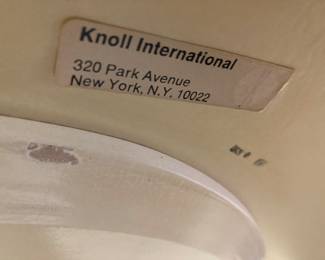 Knoll International
320 Park Avenue
New York, N.Y. 10022